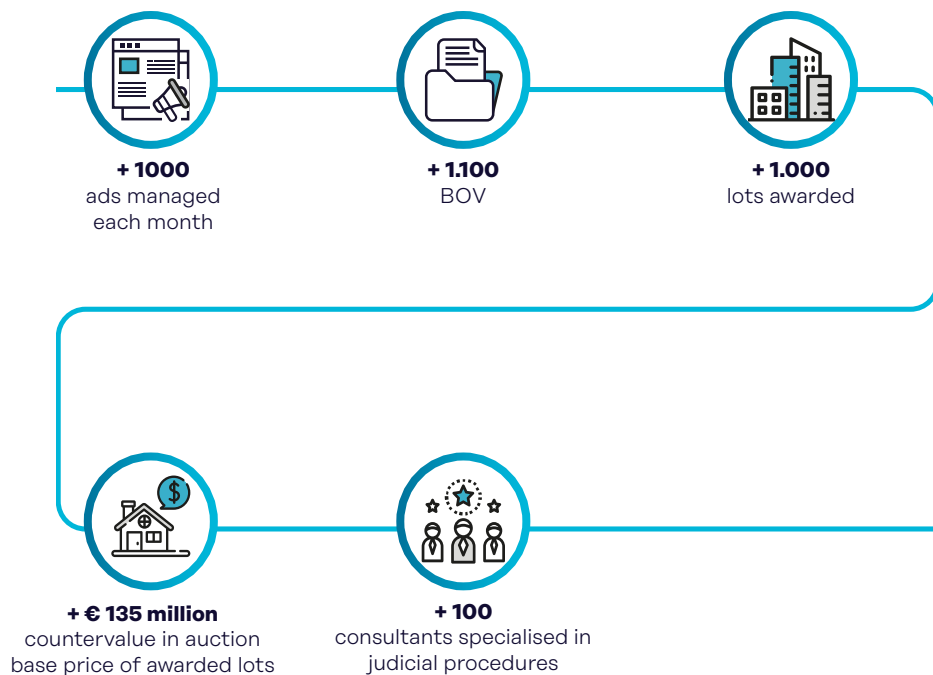 + 1000
ads managed
each month
+ 1.100
BOV
+ 1.000
lots awarded
+ € 135 million
countervalue in auction
base price of awarded lots
+ 100
consultants specialised in
judicial procedures